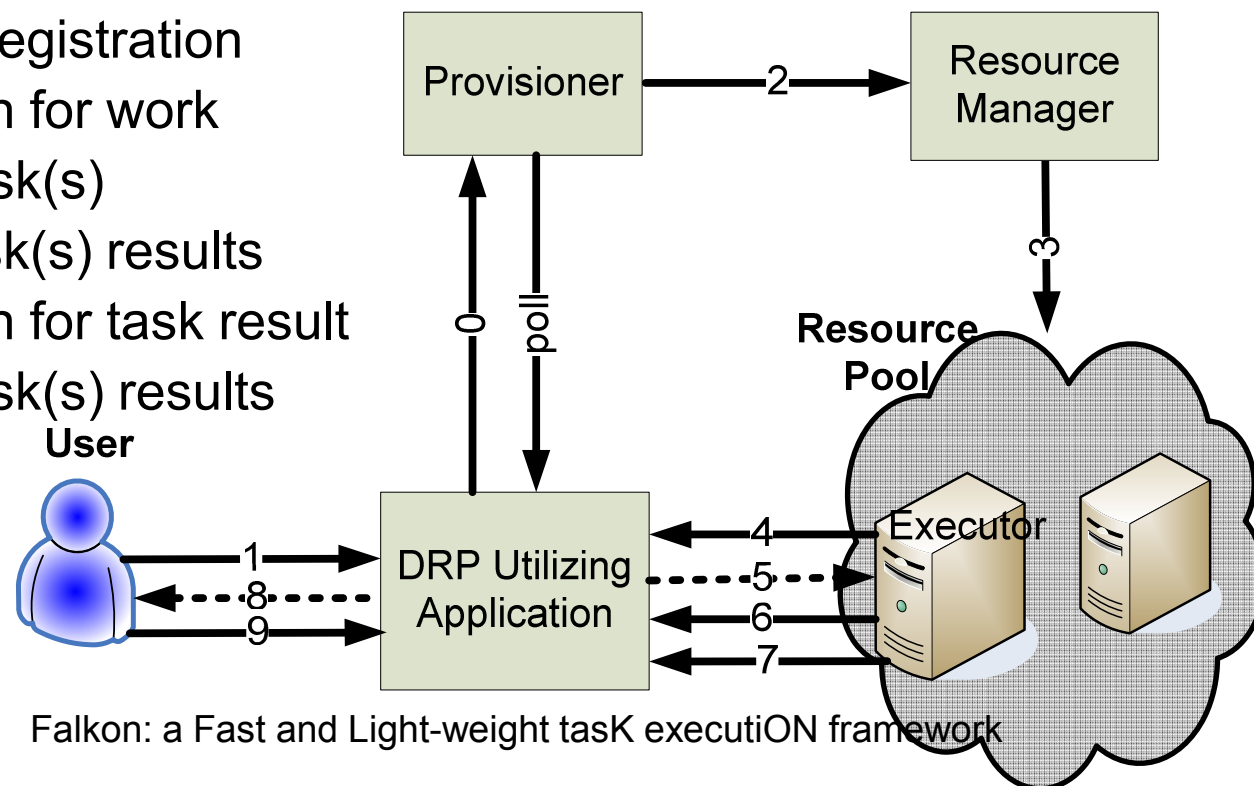 egistration
n for work
sk(s)
sk(s) results
n for task result
sk(s) results
Provisioner
2
Resource
Manager
0
poll
3
Resource
Pool
User
1
8
9
DRP Utilizing
Application
4
5
6
7
Executor
Falkon: a Fast and Light-weight tasK executiON framework